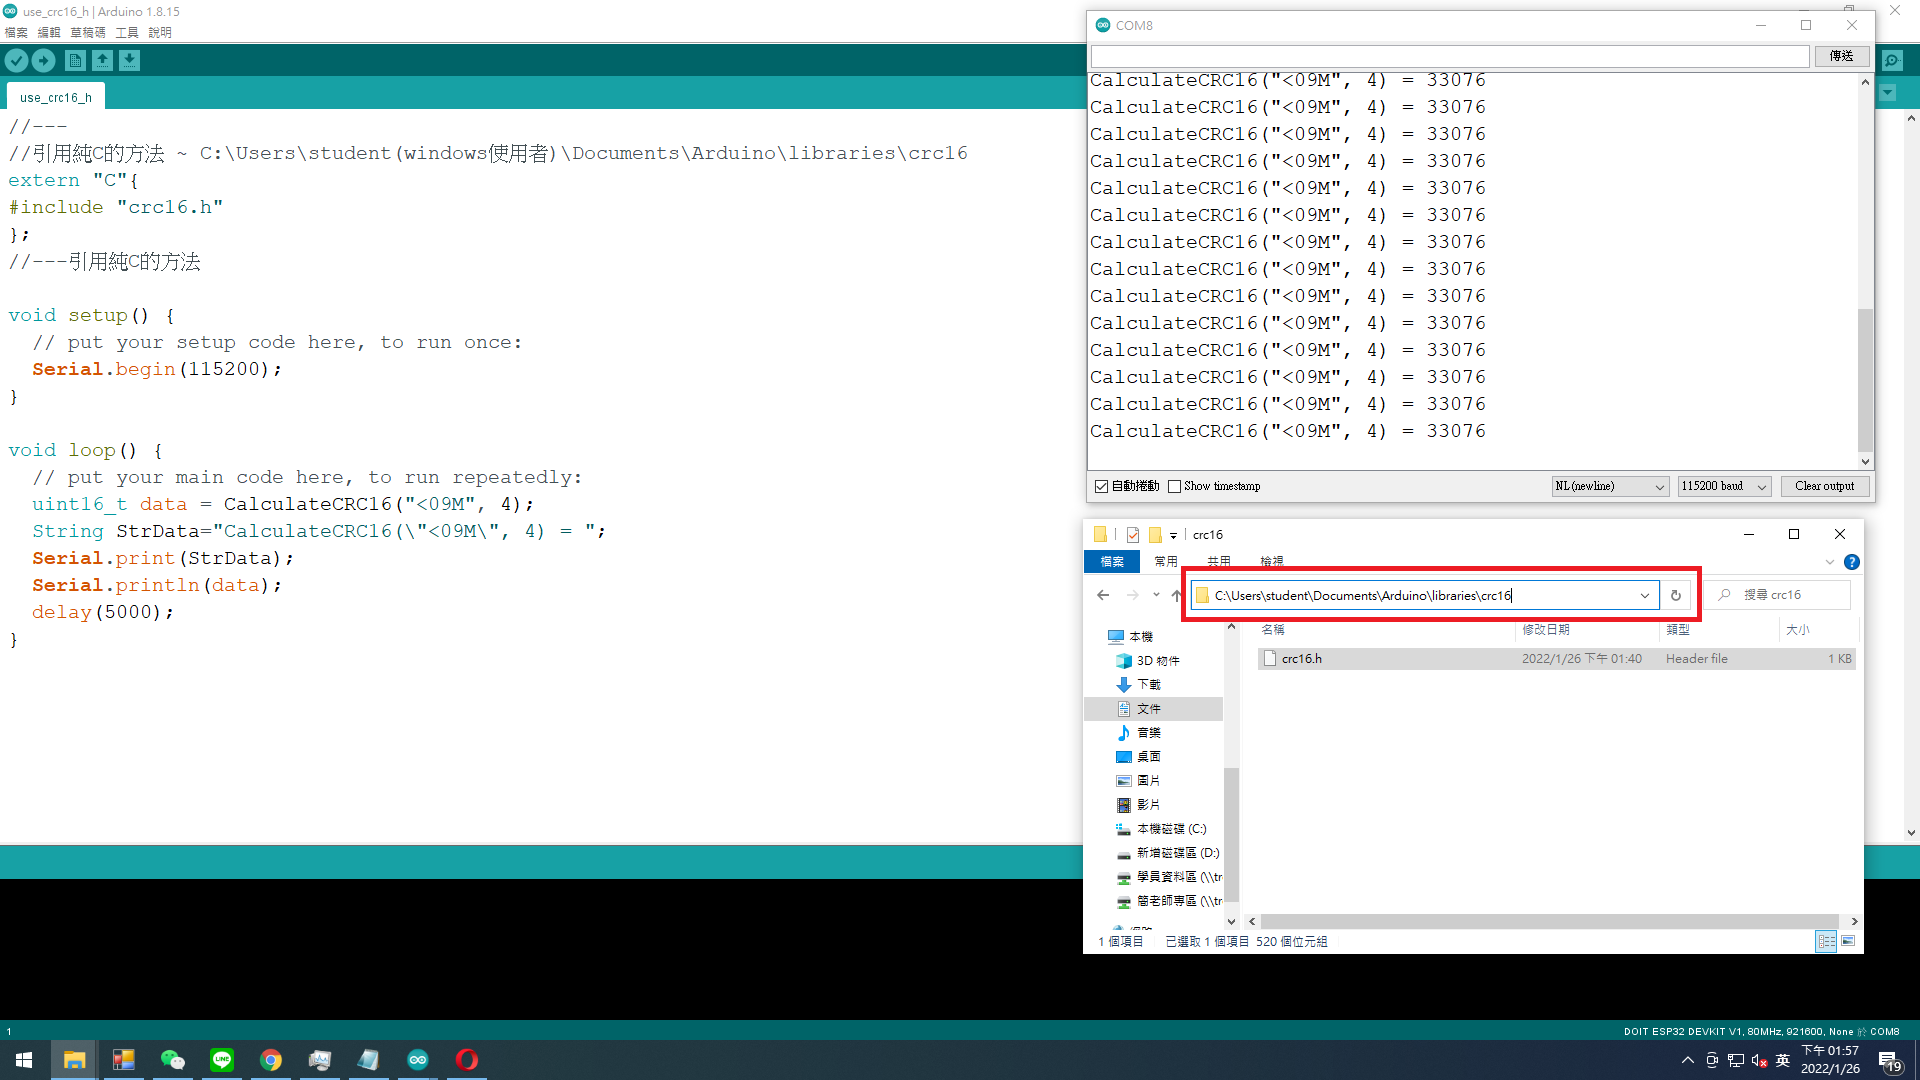 use_crc16_h | Arduino 1.8.15
檔案 編輯 草稿碼 工具 說明
use_crc16_h
//---
//引用純C的方法 ~ C:\Users\student(windows使用者)\Documents\Arduino\libraries\crc16
extern "C"{
#include "crc16.h"
};
//---引用純C的方法
void setup() {
// put your setup code here, to run once:
Serial.begin(115200);
}
void loop() {
// put your main code here, to run repeatedly:
uint16_t data = CalculateCRC16("<09M", 4);
String StrData="CalculateCRC16(\"<09M\", 4) = ";
Serial.print(StrData);
Serial.println(data);
delay(5000);
}
COM8
傳送
CalculateCRC16("<09M", 4) = 33076
CalculateCRC16("<09M", 4) = 33076
CalculateCRC16("<09M", 4) = 33076
CalculateCRC16("<09M", 4) = 33076
CalculateCRC16("<09M", 4) = 33076
CalculateCRC16("<09M", 4) = 33076
CalculateCRC16("<09M", 4) = 33076
CalculateCRC16("<09M", 4) = 33076
CalculateCRC16("<09M", 4) = 33076
CalculateCRC16("<09M", 4) = 33076
CalculateCRC16("<09M", 4) = 33076
CalculateCRC16("<09M", 4) = 33076
CalculateCRC16("<09M", 4) = 33076
CalculateCRC16("<09M", 4) = 33076
自動捲動 Show timestamp NL(newline) 115200 baud Clear output
crc16
檔案 常用 共用 檢視
C:\Users\student\Documents\Arduino\libraries\crc16 搜尋 crc16
名稱 修改日期 類型 大小
crc16.h 2022/1/26 下午 01:40 Header file 1 KB
本機
3D 物件
下載
文件
音樂
桌面
圖片
影片
本機磁碟 (C:)
新增磁碟區 (D:)
學員資料區 (\\tr
簡老師專區 (\\tr
1 個項目 已選取 1 個項目 520 個位元組
1 DOIT ESP32 DEVKIT V1, 80MHz, 921600, None 於 COM8
LINE
英
下午 01:57
2022/1/26
19